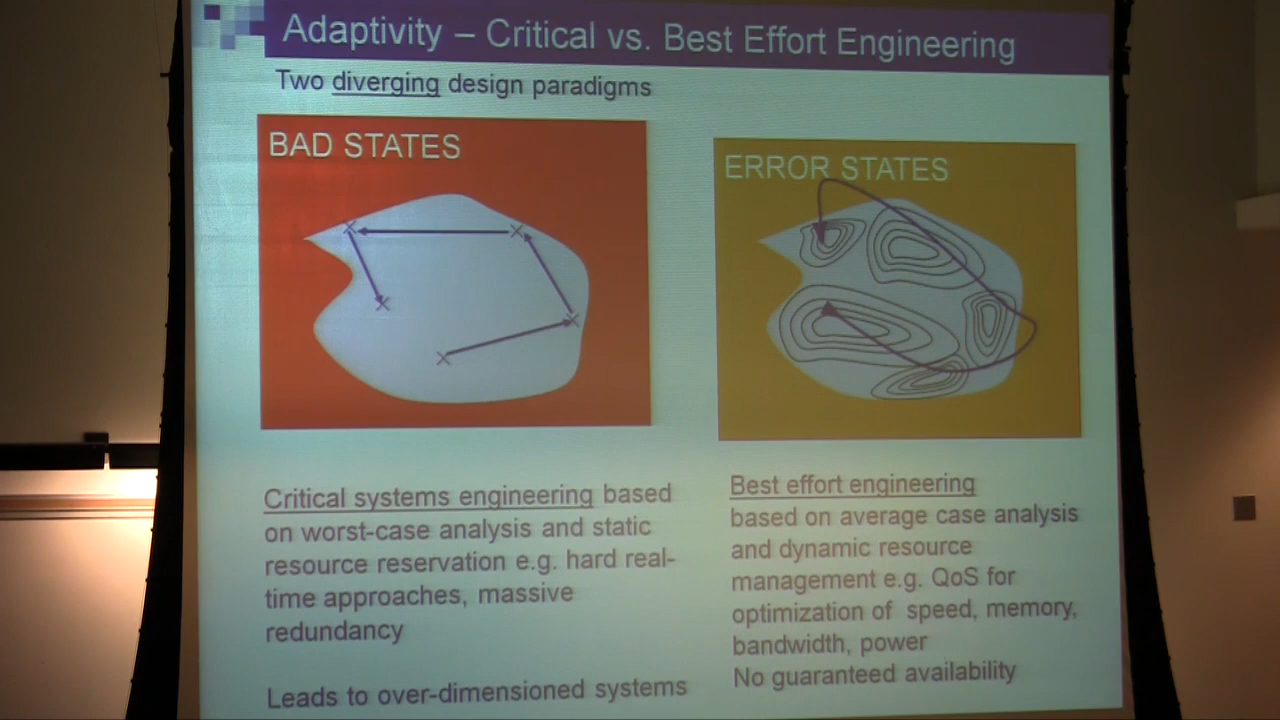 Adaptivity – Critical vs. Best Effort Engineering
Two diverging design paradigms
BAD STATES
ERROR STATES
Critical systems engineering based
on worst-case analysis and static
resource reservation e.g. hard real-
time approaches, massive
redundancy
Leads to over-dimensioned systems
Best effort engineering
based on average case analysis
and dynamic resource
management e.g. QoS for
optimization of speed, memory,
bandwidth, power
No guaranteed availability